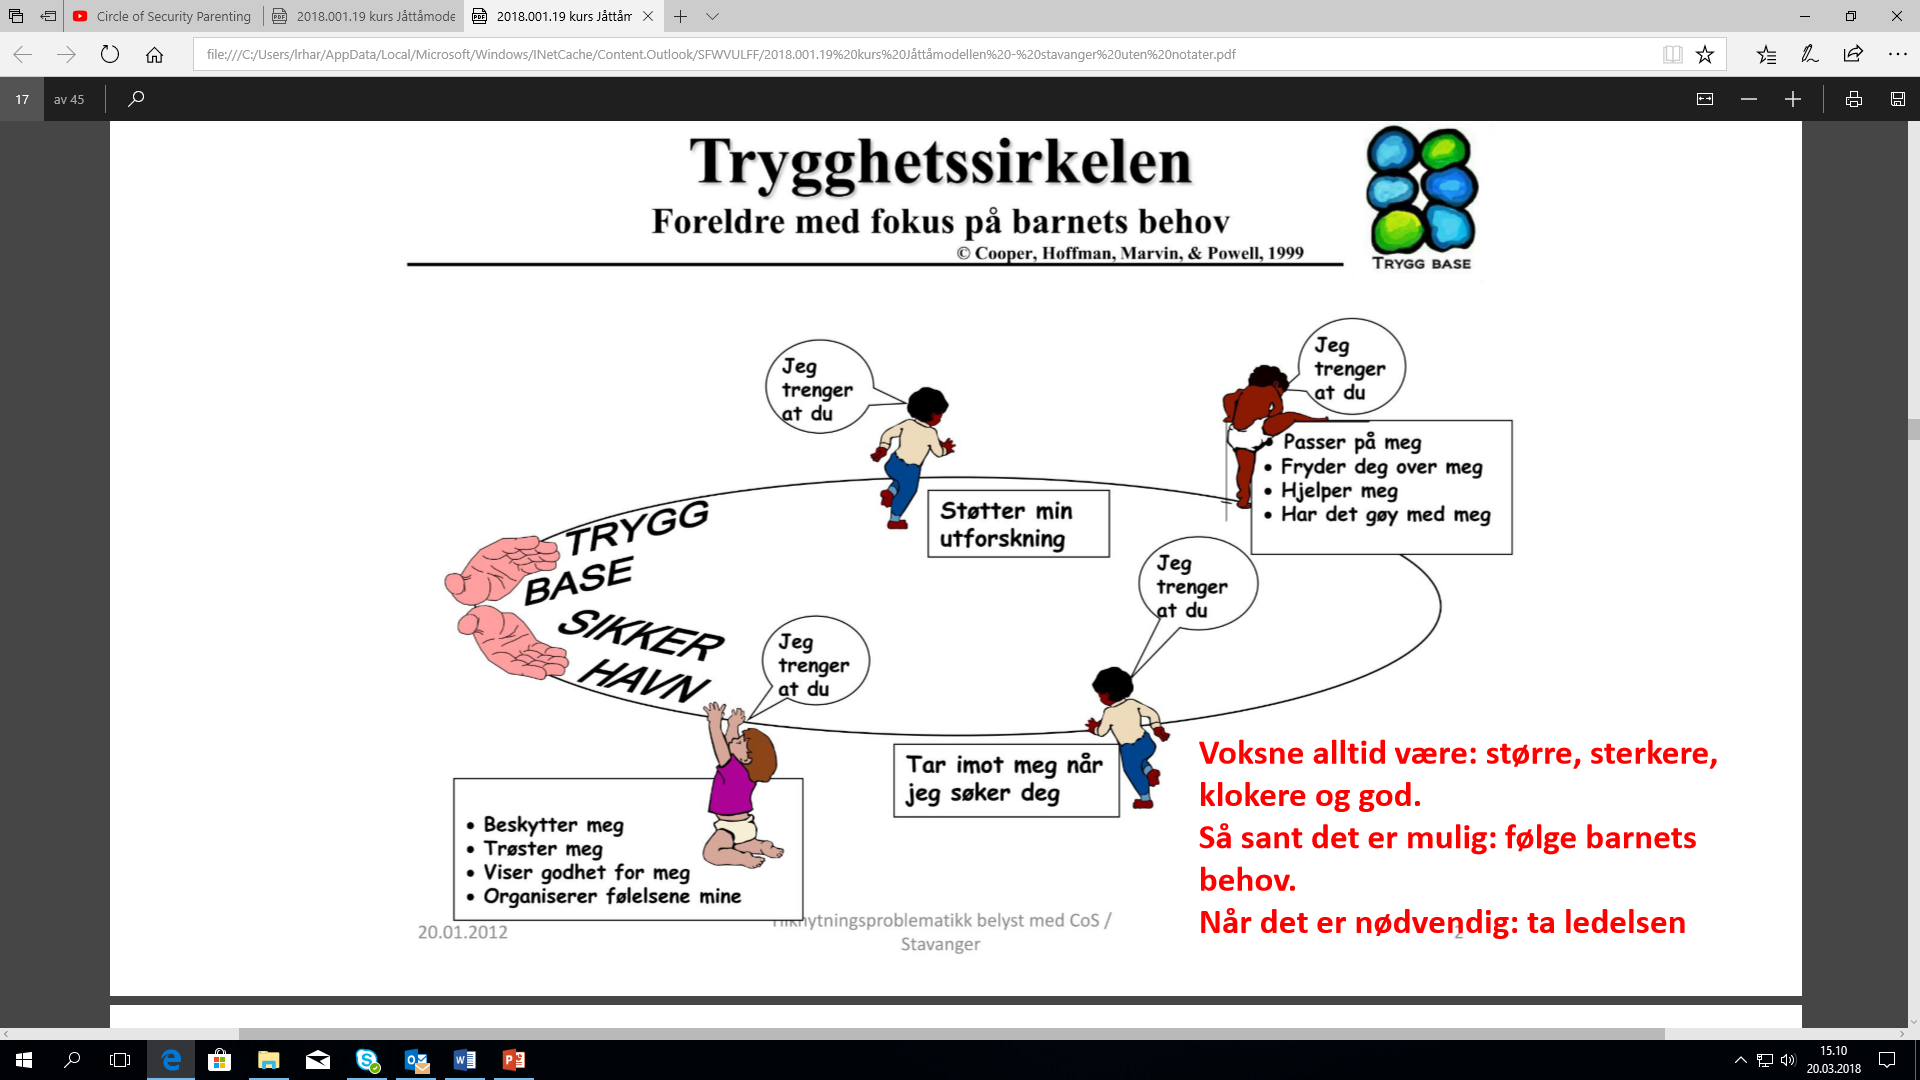 Circle of Security Parenting
2018.001.19 kurs Jåttåmode
2018.001.19 kurs Jåttåm
file:///C:/Users/lrhar/AppData/Local/Microsoft/Windows/INetCache/Content.Outlook/SFWVULFF/2018.001.19%20kurs%20Jåttåmodellen%20-%20stavanger%20uten%20notater.pdf
17 av 45
Trygghetssirkelen
Foreldre med fokus på barnets behov
© Cooper, Hoffman, Marvin, & Powell, 1999
TRYGG BASE
Jeg
trenger
at du
Støtter min
utforskning
Jeg
trenger
at du
• Passer på meg
• Fryder deg over meg
• Hjelper meg
• Har det gøy med meg
TRYGG
BASE
SIKKER
HAVN
Jeg
trenger
at du
Tar imot meg når
jeg søker deg
Jeg
trenger
at du
• Beskytter meg
• Trøster meg
• Viser godhet for meg
• Organiserer følelsene mine
Voksne alltid være: større, sterkere,
klokere og god.
Så sant det er mulig: følge barnets
behov.
Når det er nødvendig: ta ledelsen
20.01.2012
Tilknytningsproblematikk belyst med CoS /
Stavanger
2
15.10
20.03.2018